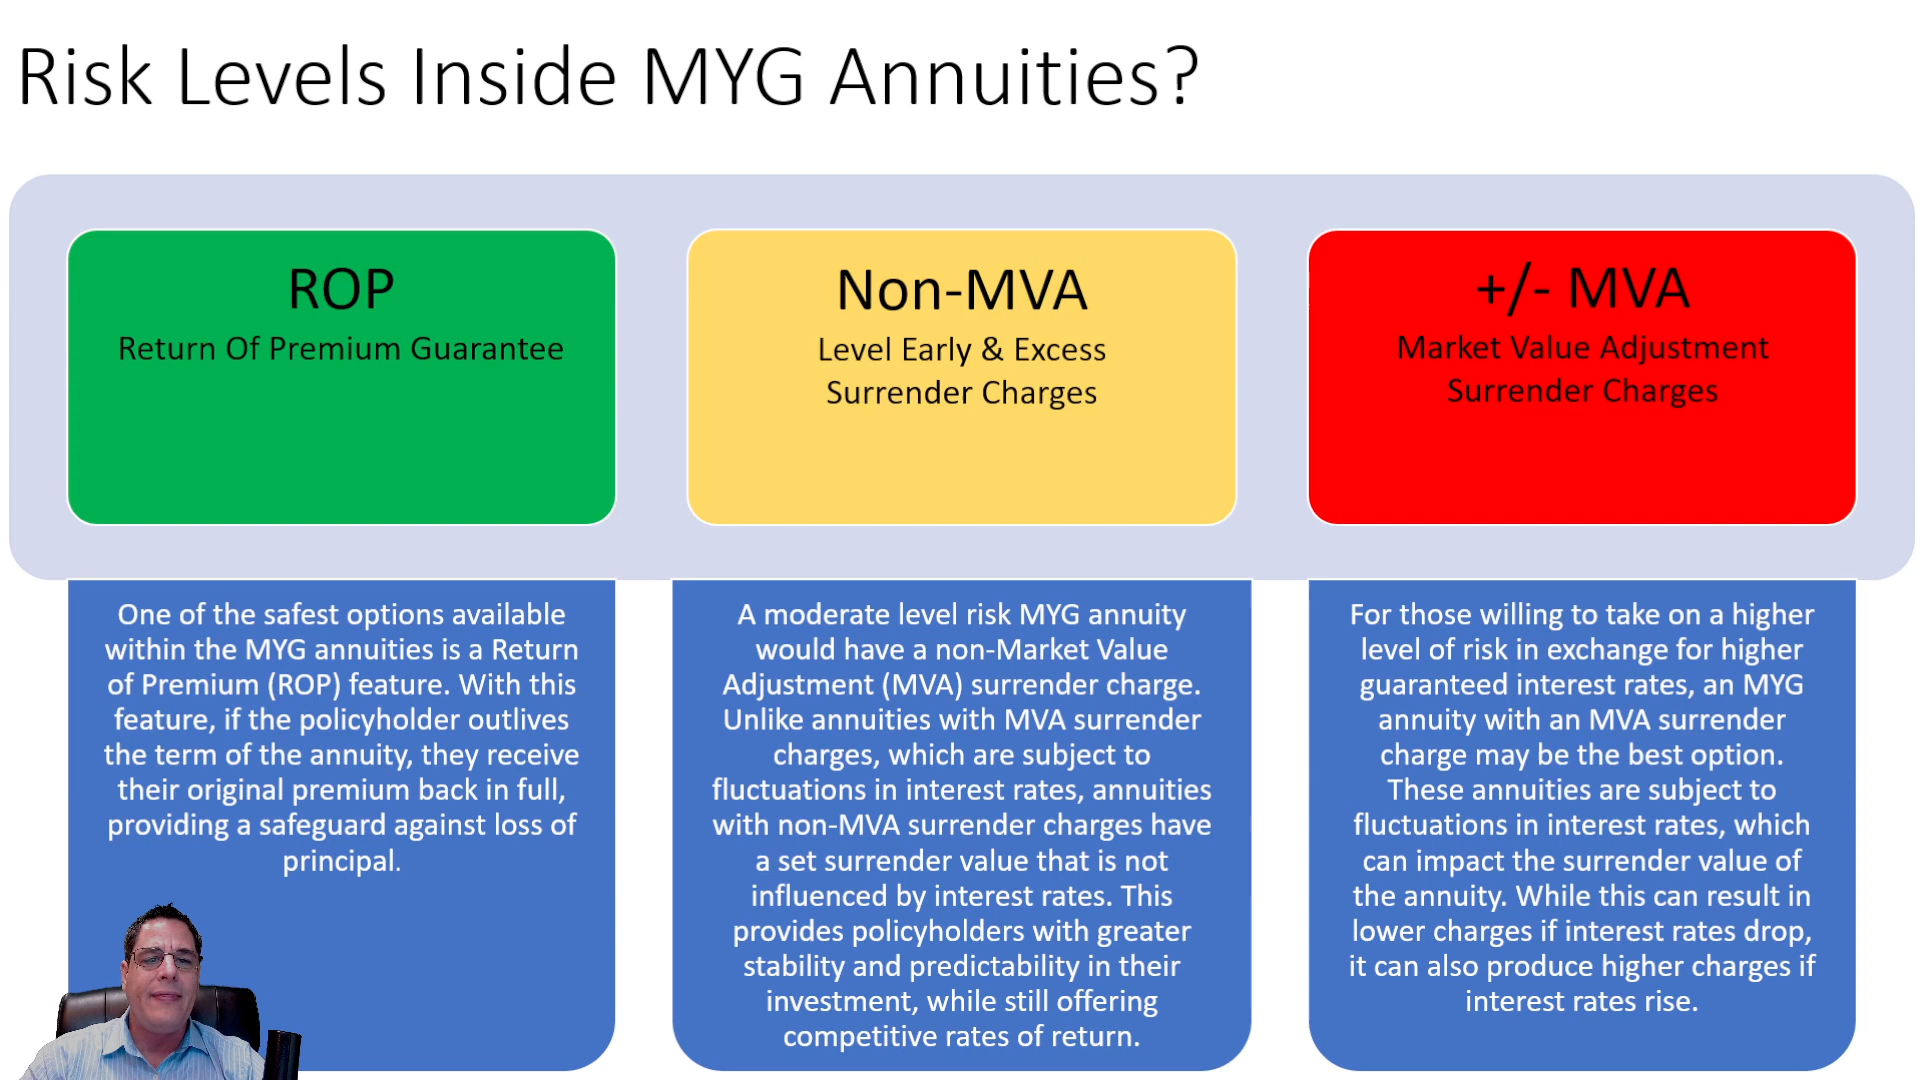 Risk Levels Inside MYG Annuities?
ROP
Return Of Premium Guarantee
One of the safest options available
within the MYG annuities is a Return
of Premium (ROP) feature. With this
feature, if the policyholder outlives
the term of the annuity, they receive
their original premium back in full,
providing a safeguard against loss of
principal.
Non-MVA
Level Early & Excess
Surrender Charges
A moderate level risk MYG annuity
would have a non-Market Value
Adjustment (MVA) surrender charge.
Unlike annuities with MVA surrender
charges, which are subject to
fluctuations in interest rates, annuities
with non-MVA surrender charges have
a set surrender value that is not
influenced by interest rates. This
provides policyholders with greater
stability and predictability in their
investment, while still offering
competitive rates of return.
+/- MVA
Market Value Adjustment
Surrender Charges
For those willing to take on a higher
level of risk in exchange for higher
guaranteed interest rates, an MYG
annuity with an MVA surrender
charge may be the best option.
These annuities are subject to
fluctuations in interest rates, which
can impact the surrender value of
the annuity. While this can result in
lower charges if interest rates drop,
it can also produce higher charges if
interest rates rise.